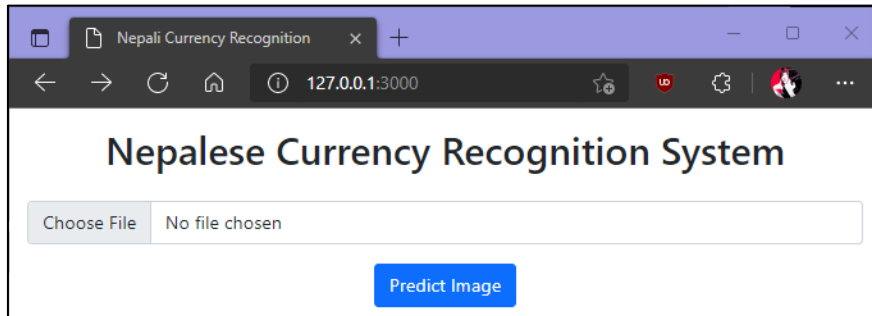 Nepali Currency Recognition
127.0.0.1:3000
Nepalese Currency Recognition System
Choose File No file chosen
Predict Image